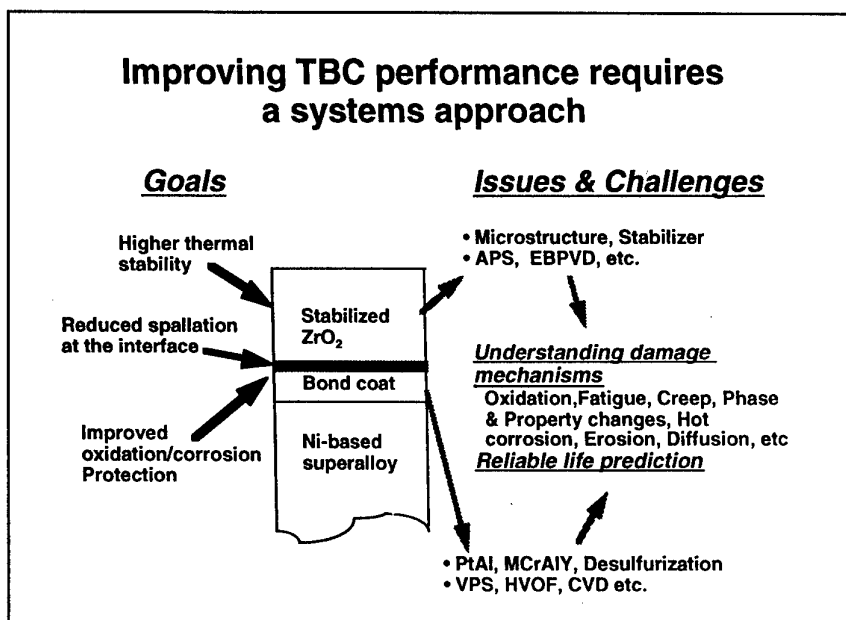 Improving TBC performance requires
a systems approach
Goals
Higher thermal
stability
Reduced spallation
at the interface
Improved
oxidation/corrosion
Protection
Stabilized
ZrO₂
Bond coat
Ni-based
superalloy
Issues & Challenges
• Microstructure, Stabilizer
• APS, EBPVD, etc.
Understanding damage
mechanisms
Oxidation,Fatigue, Creep, Phase
& Property changes, Hot
corrosion, Erosion, Diffusion, etc
Reliable life prediction
• PtAl, MCrAlY, Desulfurization
• VPS, HVOF, CVD etc.